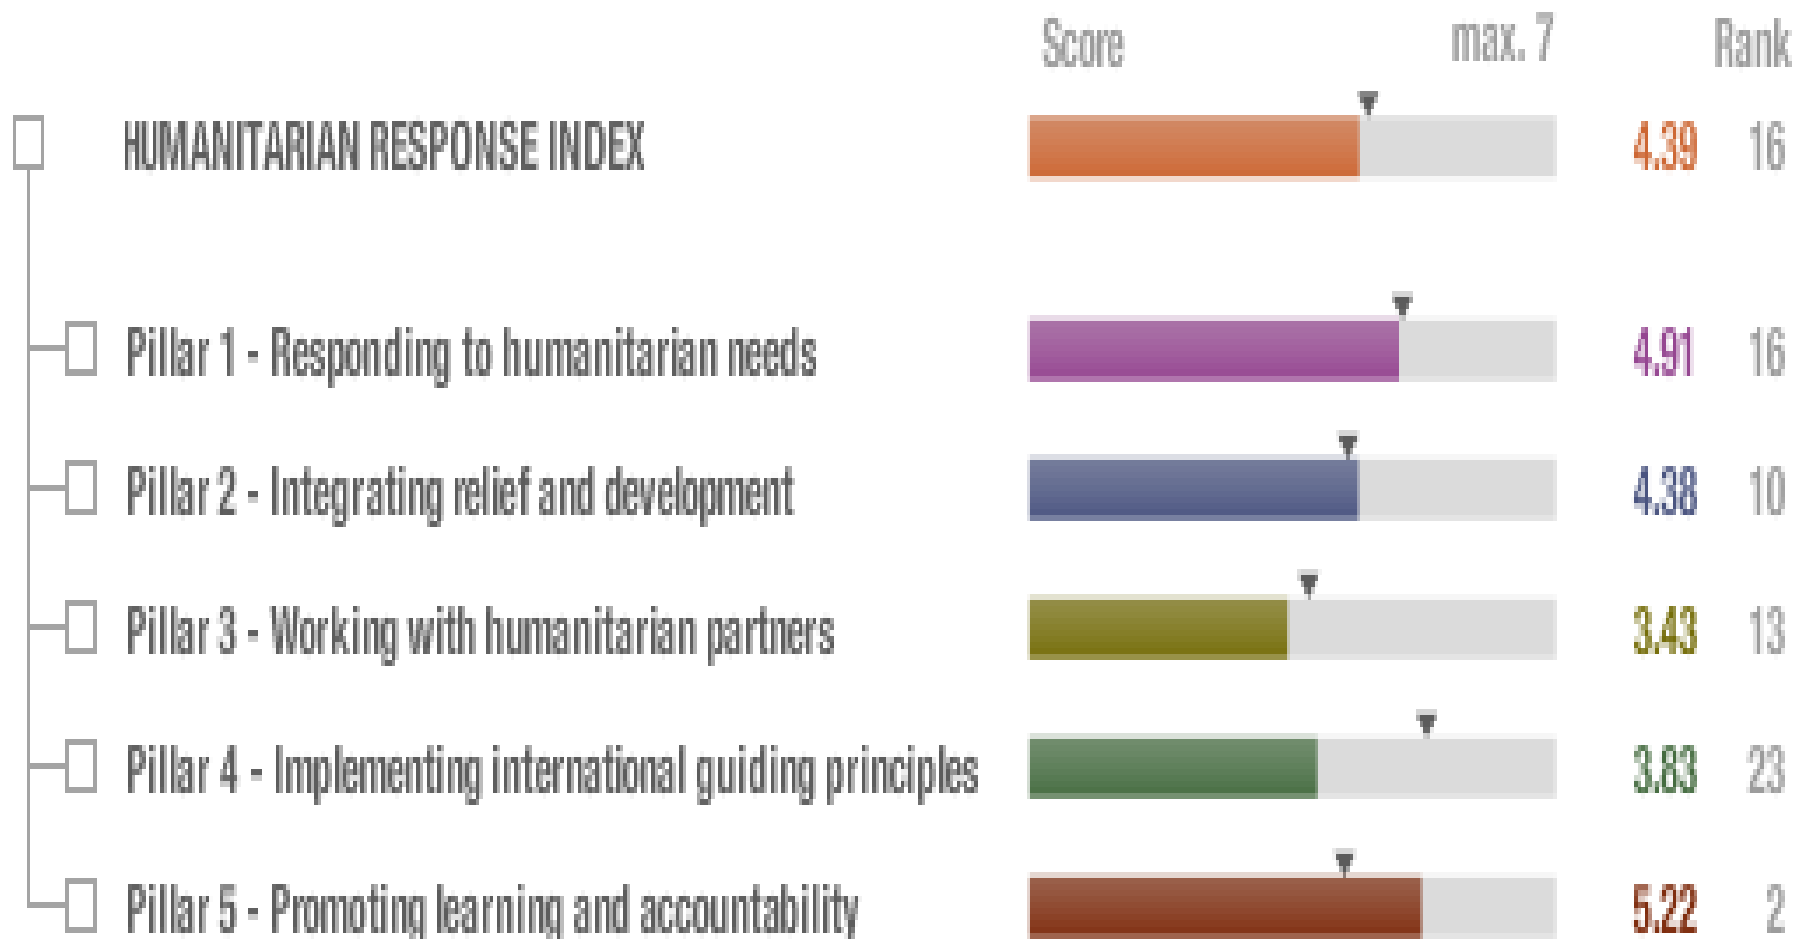 Score max. 7 Rank
HUMANITARIAN RESPONSE INDEX 4.39 16
Pillar 1 - Responding to humanitarian needs 4.91 16
Pillar 2 - Integrating relief and development 4.38 10
Pillar 3 - Working with humanitarian partners 3.43 13
Pillar 4 - Implementing international guiding principles 3.83 23
Pillar 5 - Promoting learning and accountability 5.22 2